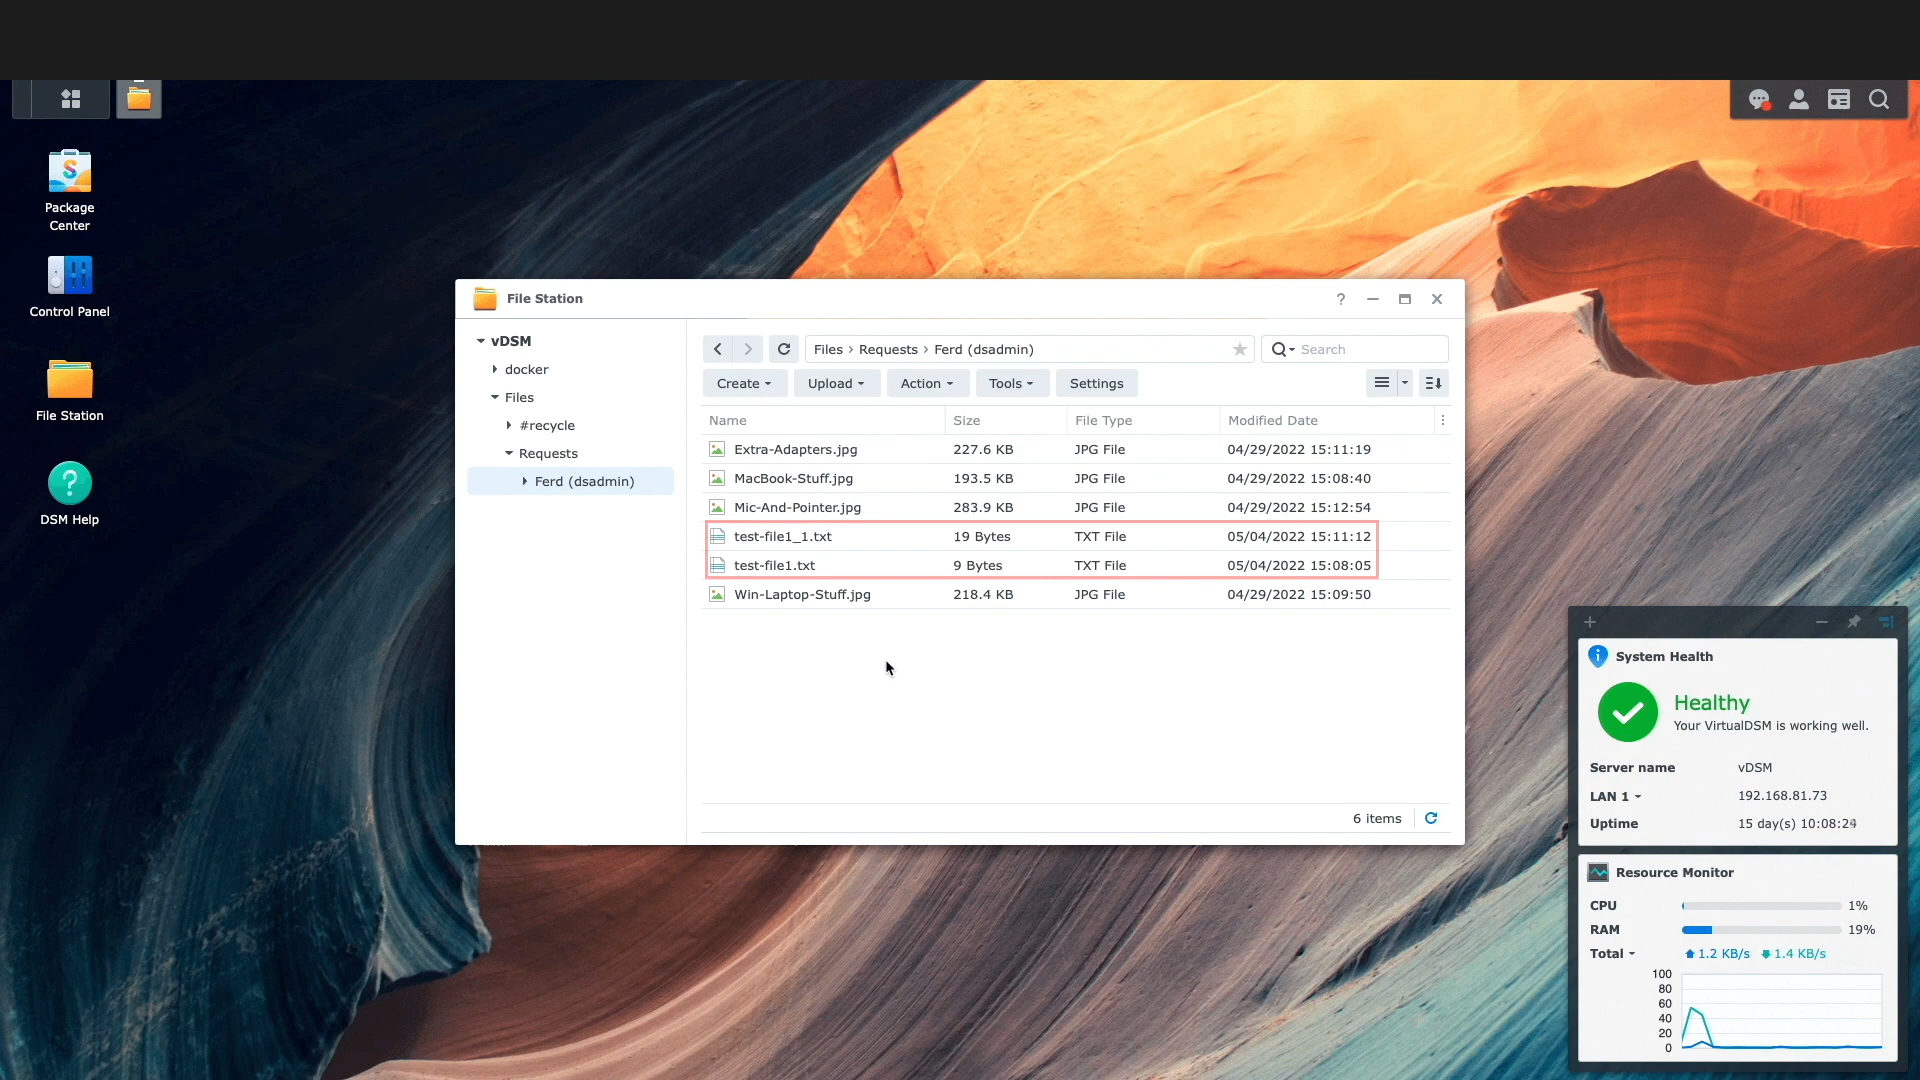 Package
Center
Control Panel
File Station
DSM Help
File Station
vDSM
docker
Files
#recycle
Requests
Ferd (dsadmin)
Files › Requests › Ferd (dsadmin)
Search
Create
Upload
Action
Tools
Settings
Name Size File Type Modified Date
Extra-Adapters.jpg 227.6 KB JPG File 04/29/2022 15:11:19
MacBook-Stuff.jpg 193.5 KB JPG File 04/29/2022 15:08:40
Mic-And-Pointer.jpg 283.9 KB JPG File 04/29/2022 15:12:54
test-file1_1.txt 19 Bytes TXT File 05/04/2022 15:11:12
test-file1.txt 9 Bytes TXT File 05/04/2022 15:08:05
Win-Laptop-Stuff.jpg 218.4 KB JPG File 04/29/2022 15:09:50
6 items
System Health
Healthy
Your VirtualDSM is working well.
Server name vDSM
LAN 1 192.168.81.73
Uptime 15 day(s) 10:08:24
Resource Monitor
CPU 1%
RAM 19%
Total 1.2 KB/s 1.4 KB/s
100
80
60
40
20
0